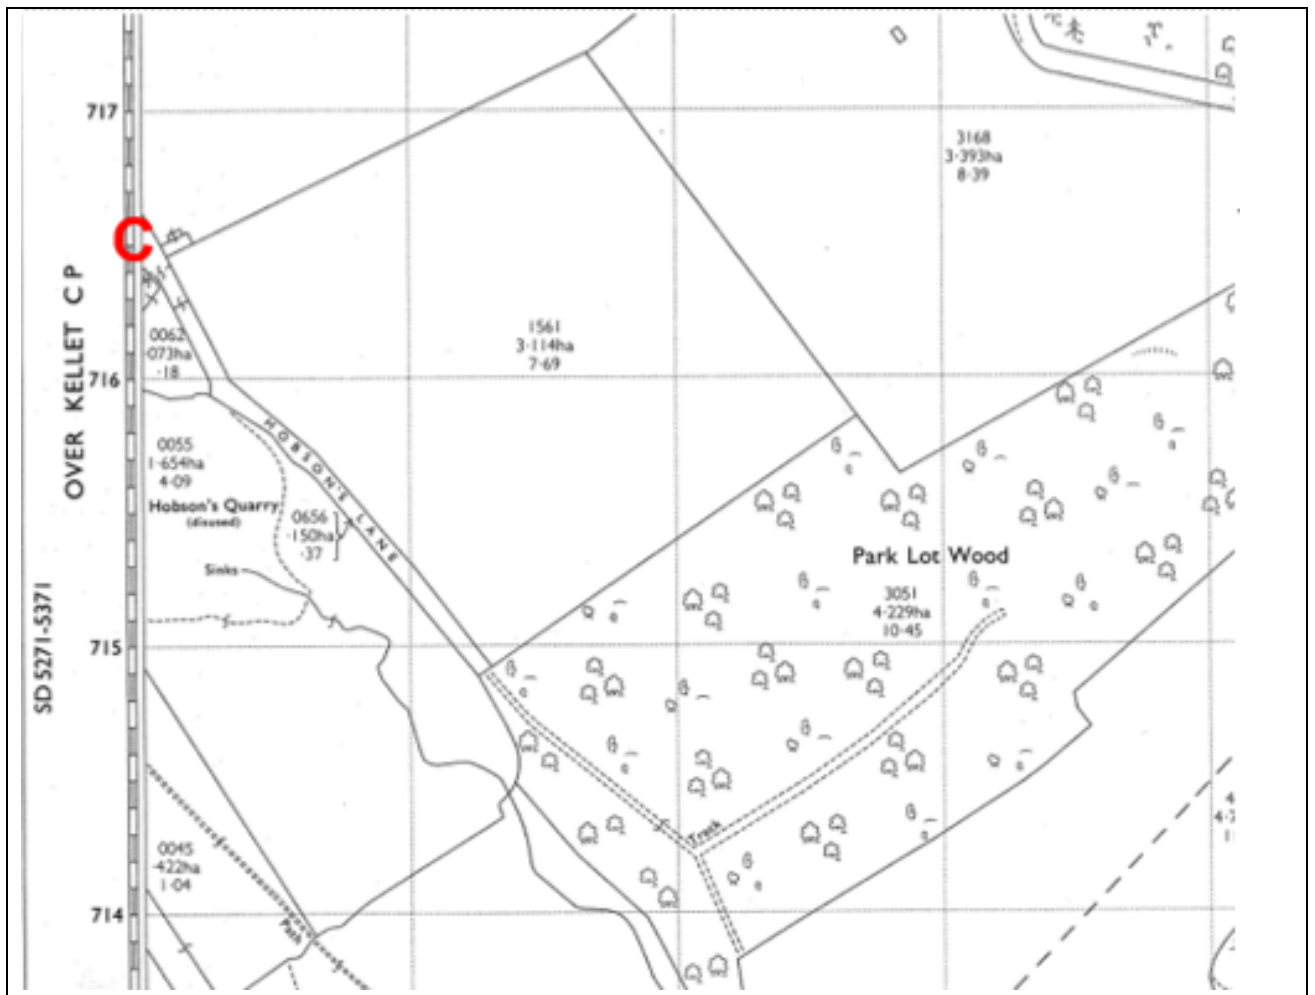 717
3168
3·393ha
8·39
C
OVER KELLET C P
0062
·073ha
·18
1561
3·114ha
7·69
716
HOBSON'S LANE
0055
1·654ha
4·09
Hobson's Quarry
(disused)
0656
·150ha
·37
Park Lot Wood
3051
4·229ha
10·45
Sinks
SD 5271-5371
715
Track
0045
·422ha
1·04
714
Path